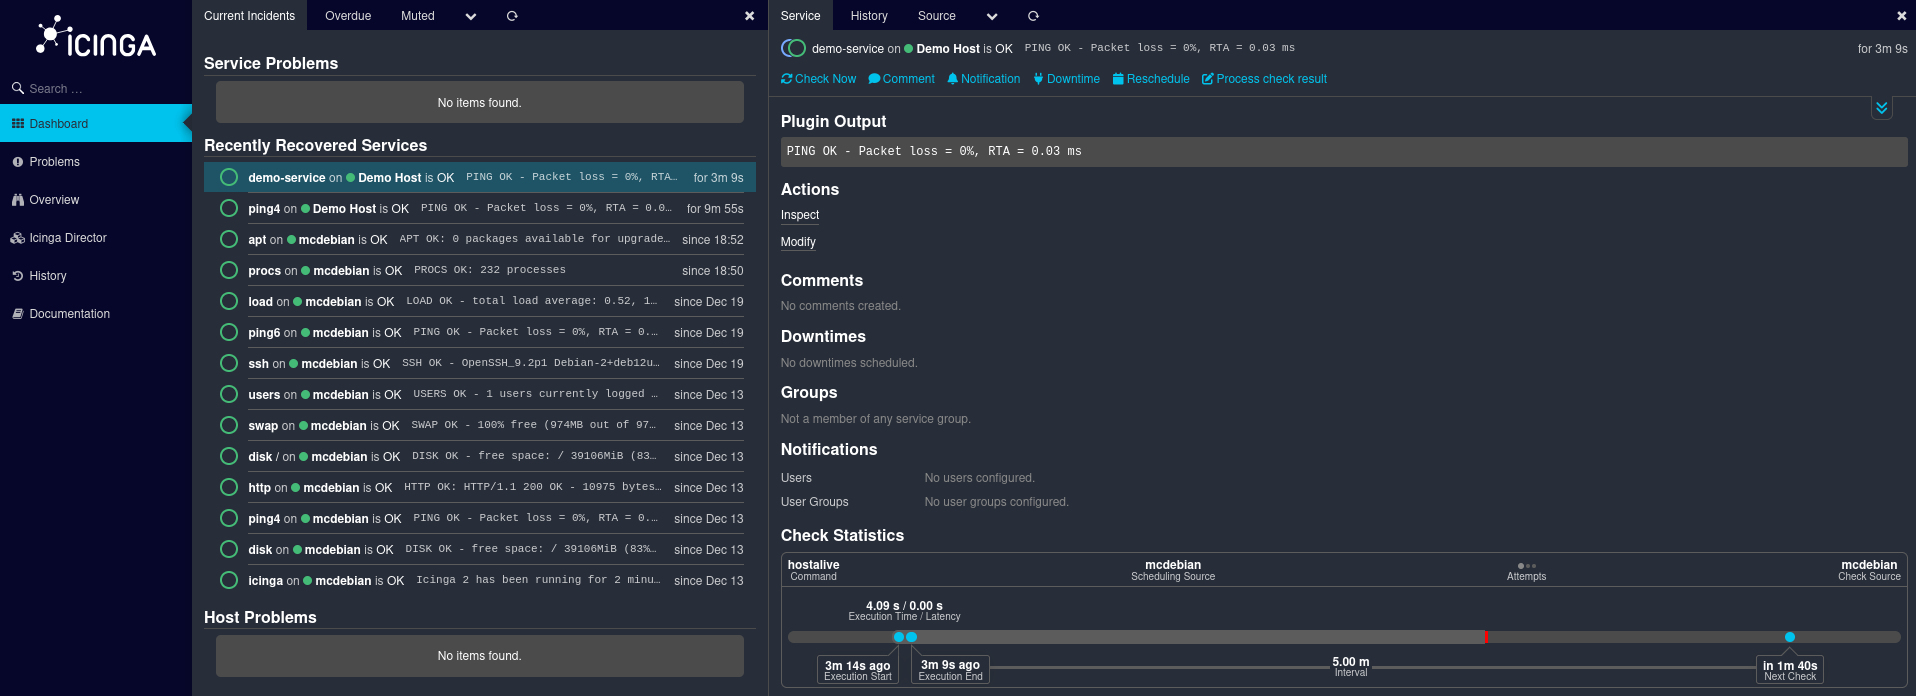 ICINGA
Search …
Dashboard
Problems
Overview
Icinga Director
History
Documentation
Current Incidents Overdue Muted
Service Problems
No items found.
Recently Recovered Services
demo-service on Demo Host is OK PING OK - Packet loss = 0%, RTA… for 3m 9s
ping4 on Demo Host is OK PING OK - Packet loss = 0%, RTA = 0.0… for 9m 55s
apt on mcdebian is OK APT OK: 0 packages available for upgrade… since 18:52
procs on mcdebian is OK PROCS OK: 232 processes since 18:50
load on mcdebian is OK LOAD OK - total load average: 0.52, 1… since Dec 19
ping6 on mcdebian is OK PING OK - Packet loss = 0%, RTA = 0.… since Dec 19
ssh on mcdebian is OK SSH OK - OpenSSH_9.2p1 Debian-2+deb12u… since Dec 19
users on mcdebian is OK USERS OK - 1 users currently logged … since Dec 13
swap on mcdebian is OK SWAP OK - 100% free (974MB out of 97… since Dec 13
disk / on mcdebian is OK DISK OK - free space: / 39106MiB (83… since Dec 13
http on mcdebian is OK HTTP OK: HTTP/1.1 200 OK - 10975 bytes… since Dec 13
ping4 on mcdebian is OK PING OK - Packet loss = 0%, RTA = 0.… since Dec 13
disk on mcdebian is OK DISK OK - free space: / 39106MiB (83%… since Dec 13
icinga on mcdebian is OK Icinga 2 has been running for 2 minu… since Dec 13
Host Problems
No items found.
Service History Source
demo-service on Demo Host is OK PING OK - Packet loss = 0%, RTA = 0.03 ms for 3m 9s
Check Now Comment Notification Downtime Reschedule Process check result
Plugin Output
PING OK - Packet loss = 0%, RTA = 0.03 ms
Actions
Inspect
Modify
Comments
No comments created.
Downtimes
No downtimes scheduled.
Groups
Not a member of any service group.
Notifications
Users No users configured.
User Groups No user groups configured.
Check Statistics
hostalive mcdebian mcdebian
Command Scheduling Source Attempts Check Source
4.09 s / 0.00 s
Execution Time / Latency
3m 14s ago 3m 9s ago 5.00 m in 1m 40s
Execution Start Execution End Interval Next Check